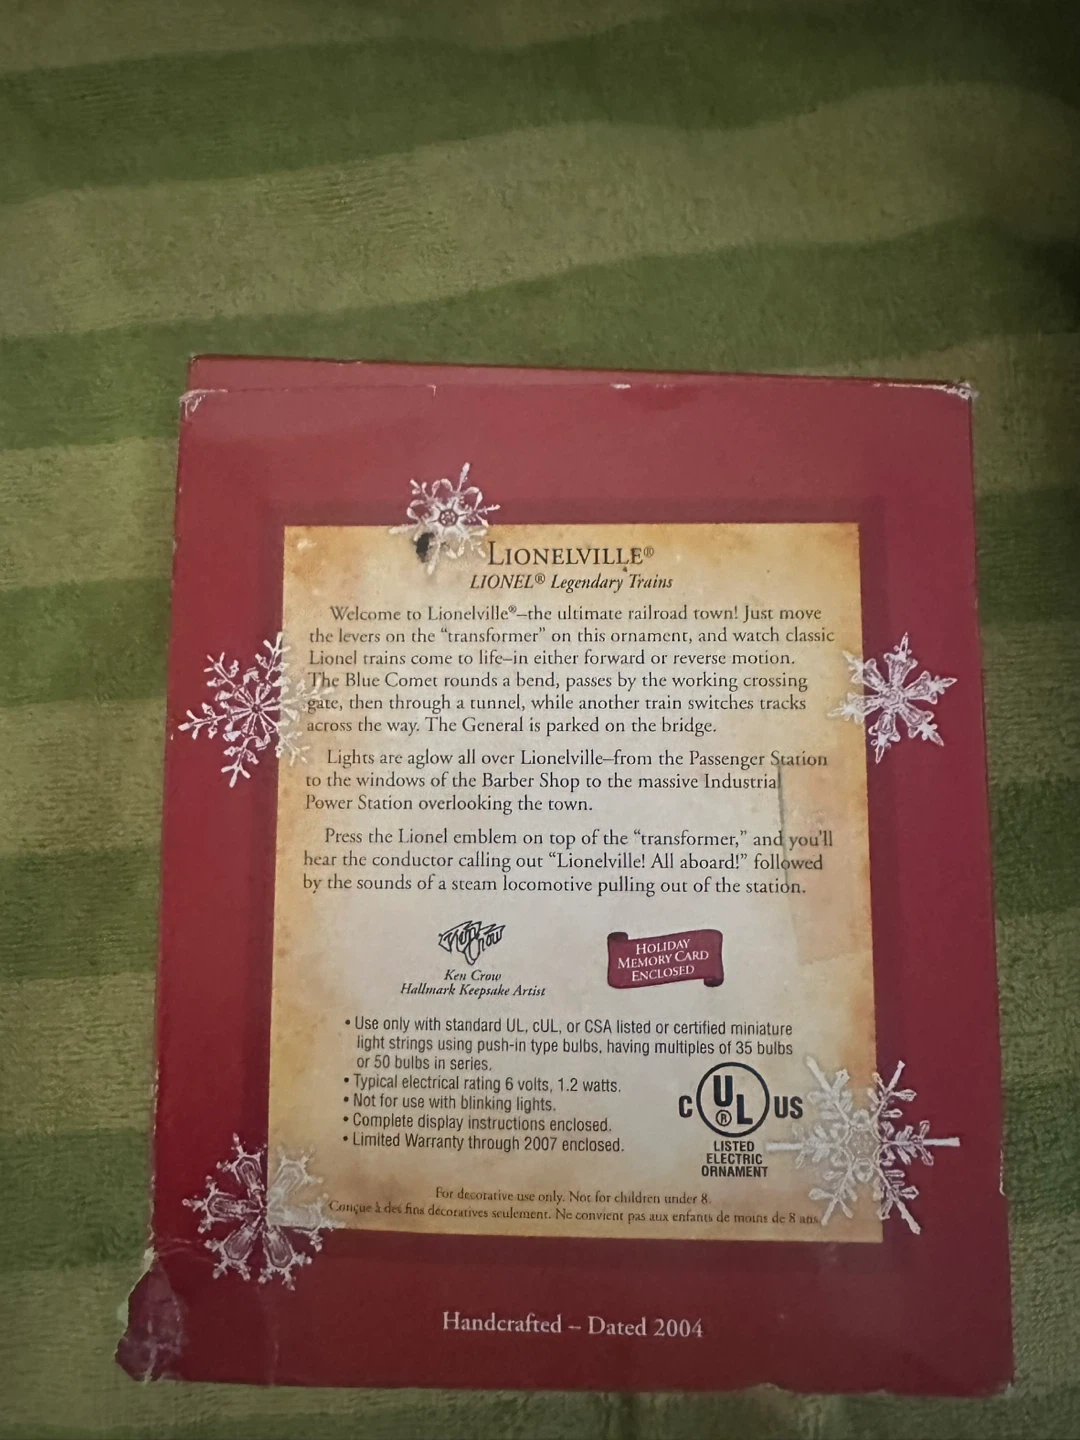 LIONELVILLE®
LIONEL® Legendary Trains
Welcome to Lionelville®–the ultimate railroad town! Just move
the levers on the “transformer” on this ornament, and watch classic
Lionel trains come to life–in either forward or reverse motion.
The Blue Comet rounds a bend, passes by the working crossing
gate, then through a tunnel, while another train switches tracks
across the way. The General is parked on the bridge.
Lights are aglow all over Lionelville–from the Passenger Station
to the windows of the Barber Shop to the massive Industrial
Power Station overlooking the town.
Press the Lionel emblem on top of the “transformer,” and you’ll
hear the conductor calling out “Lionelville! All aboard!” followed
by the sounds of a steam locomotive pulling out of the station.
Ken Crow
Ken Crow
Hallmark Keepsake Artist
HOLIDAY
MEMORY CARD
ENCLOSED
• Use only with standard UL, cUL, or CSA listed or certified miniature
light strings using push-in type bulbs, having multiples of 35 bulbs
or 50 bulbs in series.
• Typical electrical rating 6 volts, 1.2 watts.
• Not for use with blinking lights.
• Complete display instructions enclosed.
• Limited Warranty through 2007 enclosed.
C UL® US
LISTED
ELECTRIC
ORNAMENT
For decorative use only. Not for children under 8.
Conçue à des fins décoratives seulement. Ne convient pas aux enfants de moins de 8 ans.
Handcrafted – Dated 2004